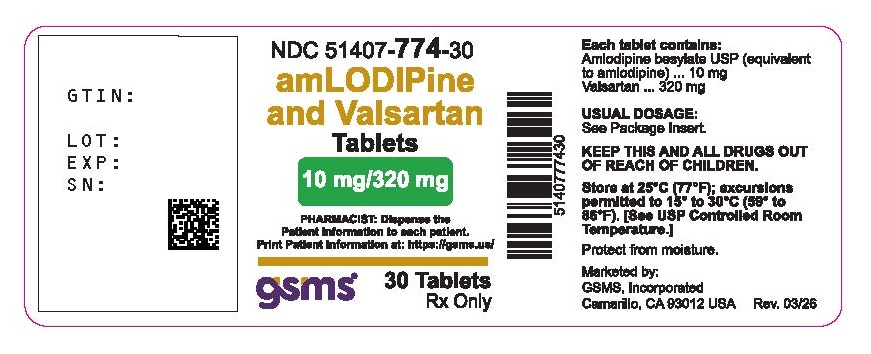 GTIN:
LOT:
EXP:
SN:
NDC 51407-774-30
amLODIPine
and Valsartan
Tablets
10 mg/320 mg
PHARMACIST: Dispense the
Patient Information to each patient.
Print Patient Information at: https://gsms.us/
gsms
30 Tablets
Rx Only
5140777430
Each tablet contains:
Amlodipine besylate USP (equivalent
to amlodipine) ... 10 mg
Valsartan ... 320 mg
USUAL DOSAGE:
See Package Insert.
KEEP THIS AND ALL DRUGS OUT
OF REACH OF CHILDREN.
Store at 25°C (77°F); excursions
permitted to 15° to 30°C (59° to
86°F). [See USP Controlled Room
Temperature.]
Protect from moisture.
Marketed by:
GSMS, Incorporated
Camarillo, CA 93012 USA Rev. 03/26